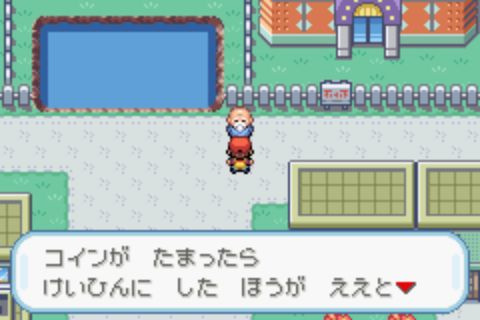 コインが　たまったら
けいひんに　した　ほうが　ええと